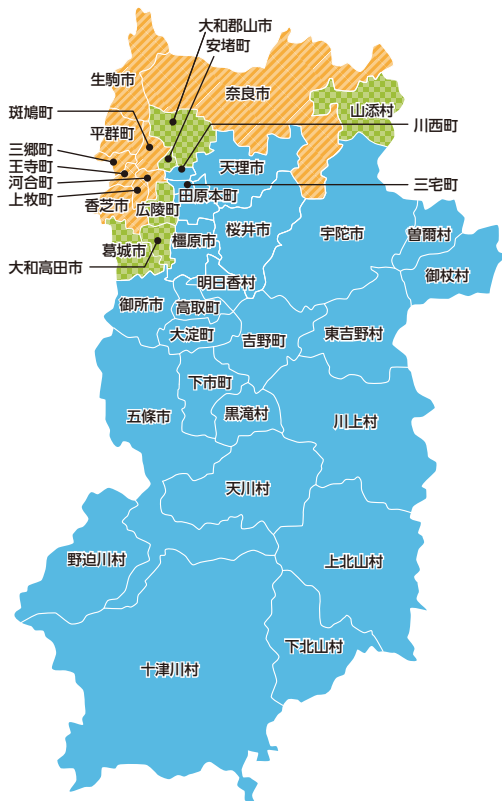 大和郡山市
安堵町
生駒市
奈良市
山添村
斑鳩町
平群町
川西町
三郷町
王寺町
天理市
河合町
三宅町
上牧町
香芝市
広陵町
田原本町
桜井市
宇陀市
曽爾村
葛城市
橿原市
御杖村
大和高田市
明日香村
御所市
高取町
大淀町
吉野町
東吉野村
下市町
五條市
黒滝村
川上村
天川村
野迫川村
上北山村
下北山村
十津川村